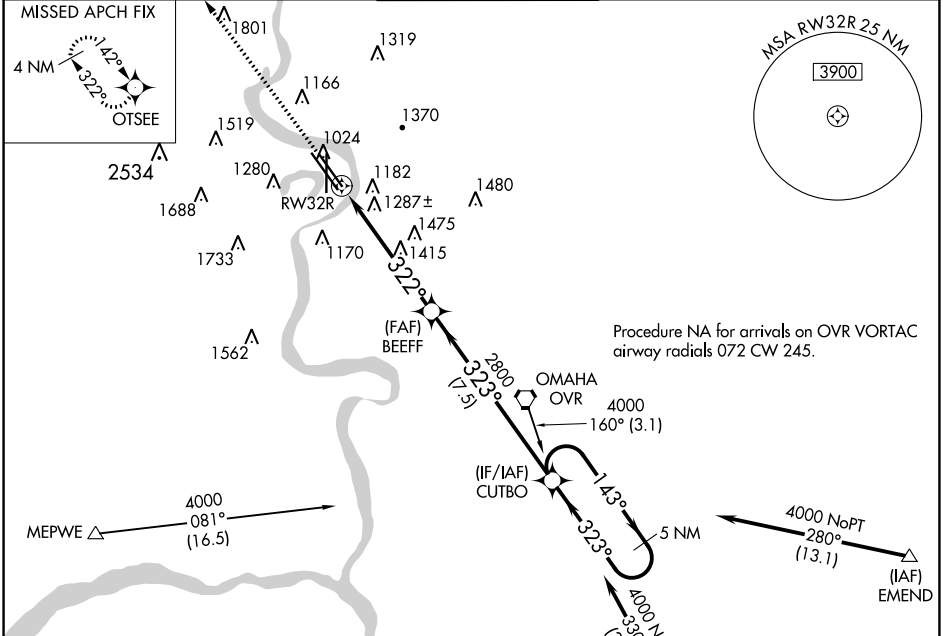 MISSED APCH FIX
4 NM
142°
322°
OTSEE
1801
1319
1166
1370
1519
1024
2534
1280
1182
1688
RW32R
1287±
1480
1475
1733
1170
1415
322°
1562
(FAF)
BEEFF
MSA RW32R 25 NM
3900
Procedure NA for arrivals on OVR VORTAC
airway radials 072 CW 245.
2800
323°
(7.5)
OMAHA
OVR
4000
160° (3.1)
(IF/IAF)
CUTBO
143°
323°
5 NM
MEPWE
4000
081°
(16.5)
4000 NoPT
280°
(13.1)
(IAF)
EMEND
4000